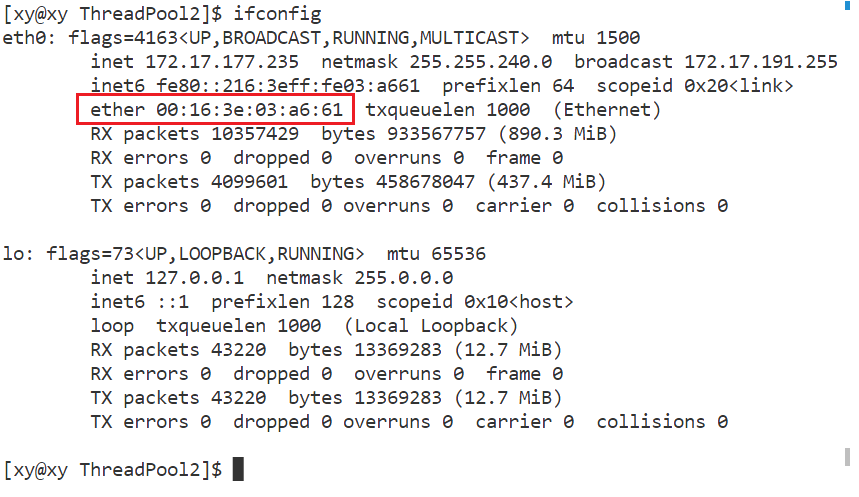 [xy@xy ThreadPool2]$ ifconfig
eth0: flags=4163<UP,BROADCAST,RUNNING,MULTICAST>  mtu 1500
        inet 172.17.177.235  netmask 255.255.240.0  broadcast 172.17.191.255
        inet6 fe80::216:3eff:fe03:a661  prefixlen 64  scopeid 0x20<link>
        ether 00:16:3e:03:a6:61  txqueuelen 1000  (Ethernet)
        RX packets 10357429  bytes 933567757 (890.3 MiB)
        RX errors 0  dropped 0  overruns 0  frame 0
        TX packets 4099601  bytes 458678047 (437.4 MiB)
        TX errors 0  dropped 0 overruns 0  carrier 0  collisions 0

lo: flags=73<UP,LOOPBACK,RUNNING>  mtu 65536
        inet 127.0.0.1  netmask 255.0.0.0
        inet6 ::1  prefixlen 128  scopeid 0x10<host>
        loop  txqueuelen 1000  (Local Loopback)
        RX packets 43220  bytes 13369283 (12.7 MiB)
        RX errors 0  dropped 0  overruns 0  frame 0
        TX packets 43220  bytes 13369283 (12.7 MiB)
        TX errors 0  dropped 0 overruns 0  carrier 0  collisions 0

[xy@xy ThreadPool2]$